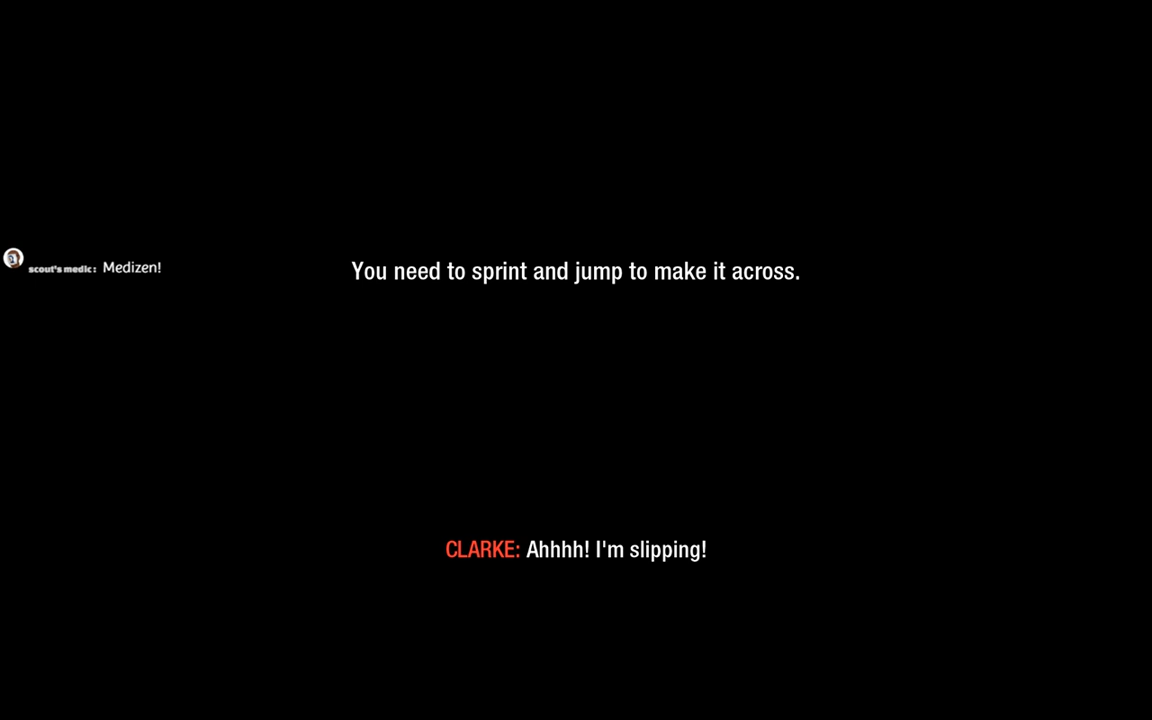 scout's medic: Medizen!
You need to sprint and jump to make it across.
CLARKE: Ahhhh! I'm slipping!